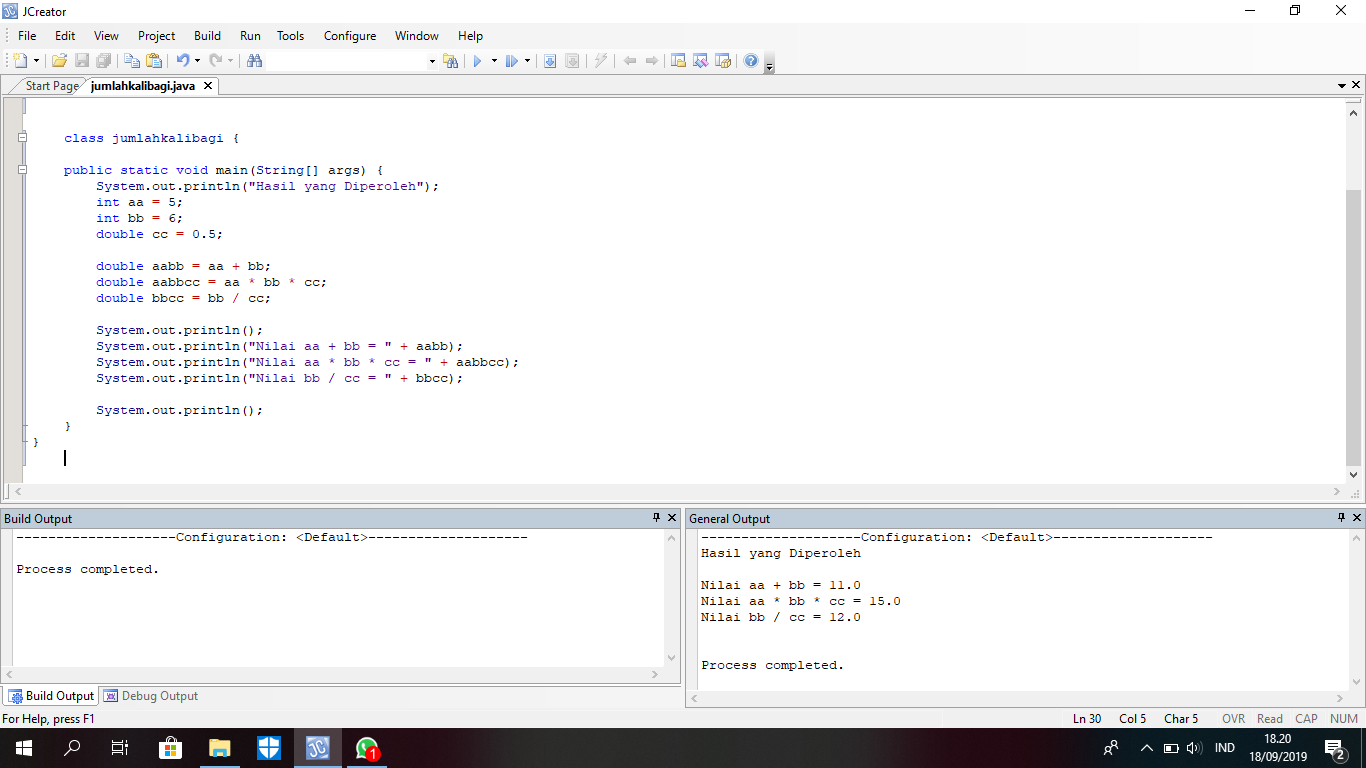 JCreator
File Edit View Project Build Run Tools Configure Window Help
Start Page jumlahkalibagi.java
class jumlahkalibagi {
public static void main(String[] args) {
System.out.println("Hasil yang Diperoleh");
int aa = 5;
int bb = 6;
double cc = 0.5;
double aabb = aa + bb;
double aabbcc = aa * bb * cc;
double bbcc = bb / cc;
System.out.println();
System.out.println("Nilai aa + bb = " + aabb);
System.out.println("Nilai aa * bb * cc = " + aabbcc);
System.out.println("Nilai bb / cc = " + bbcc);
System.out.println();
}
}
Build Output
--------------------Configuration: <Default>--------------------
Process completed.
Build Output Debug Output
General Output
--------------------Configuration: <Default>--------------------
Hasil yang Diperoleh
Nilai aa + bb = 11.0
Nilai aa * bb * cc = 15.0
Nilai bb / cc = 12.0
Process completed.
For Help, press F1
Ln 30 Col 5 Char 5 OVR Read CAP NUM
JC
1
IND
18.20
18/09/2019
2